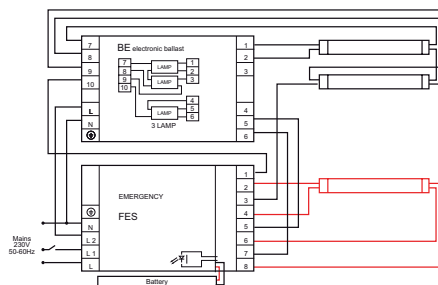 BE electronic ballast
7
8
9
10
L
N
7
8
9
10
LAMP
LAMP
1
2
3
LAMP
4
5
6
3 LAMP
1
2
3
4
5
6
EMERGENCY
FES
N
L 2
L 1
L
1
2
3
4
5
6
7
8
Mains
230V
50-60Hz
Battery